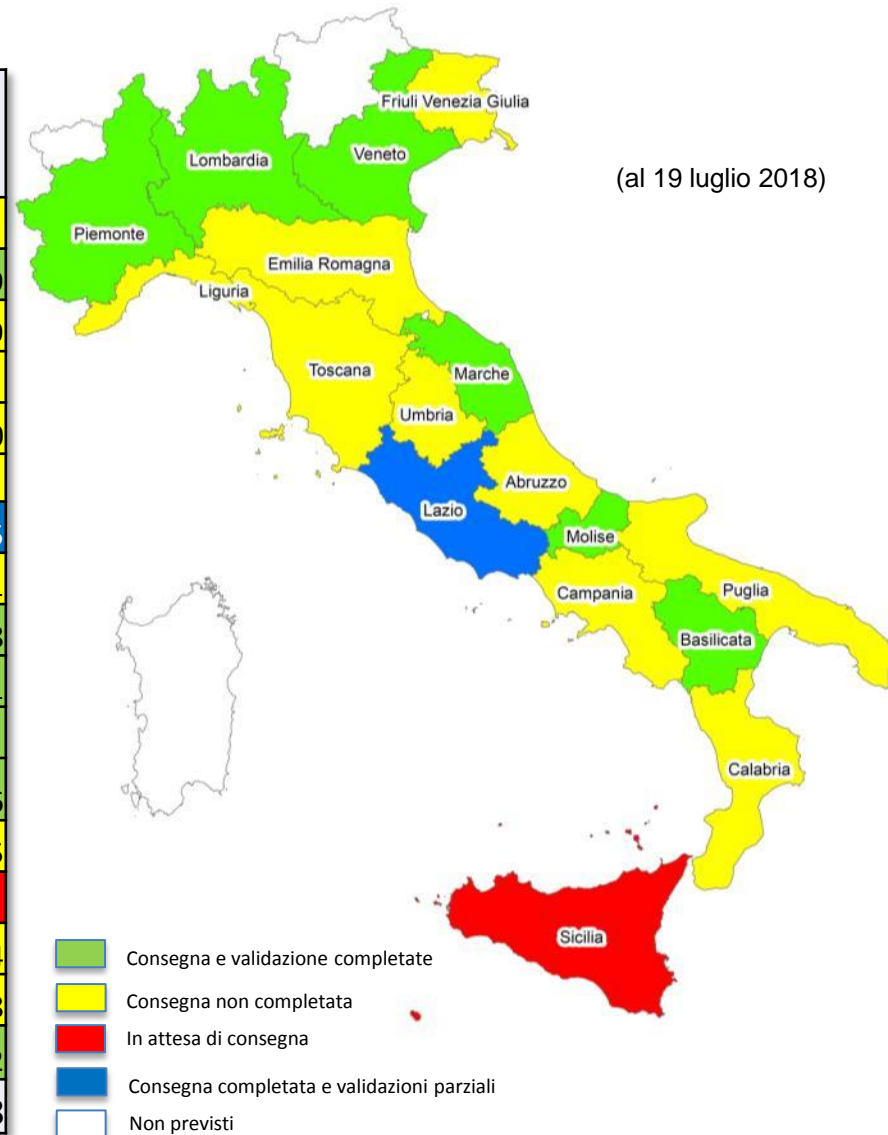 Friuli Venezia Giulia
Lombardia
Veneto
(al 19 luglio 2018)
Piemonte
Emilia Romagna
Liguria
Toscana
Marche
Umbria
Abruzzo
Lazio
Molise
Campania
Puglia
Basilicata
Calabria
Sicilia
Consegna e validazione completate
Consegna non completata
In attesa di consegna
Consegna completata e validazioni parziali
Non previsti